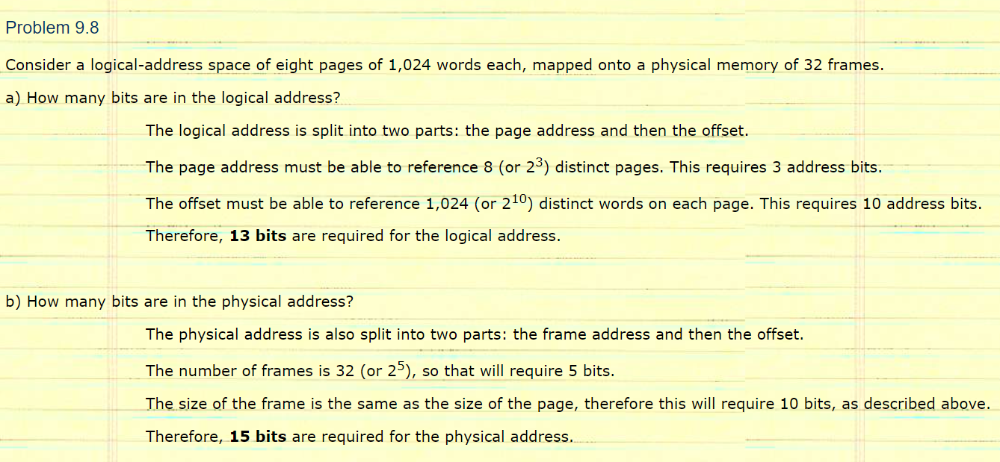 Problem 9.8
Consider a logical-address space of eight pages of 1,024 words each, mapped onto a physical memory of 32 frames.
a) How many bits are in the logical address?
The logical address is split into two parts: the page address and then the offset.
The page address must be able to reference 8 (or 2³) distinct pages. This requires 3 address bits.
The offset must be able to reference 1,024 (or 2¹⁰) distinct words on each page. This requires 10 address bits.
Therefore, 13 bits are required for the logical address.
b) How many bits are in the physical address?
The physical address is also split into two parts: the frame address and then the offset.
The number of frames is 32 (or 2⁵), so that will require 5 bits.
The size of the frame is the same as the size of the page, therefore this will require 10 bits, as described above.
Therefore, 15 bits are required for the physical address.